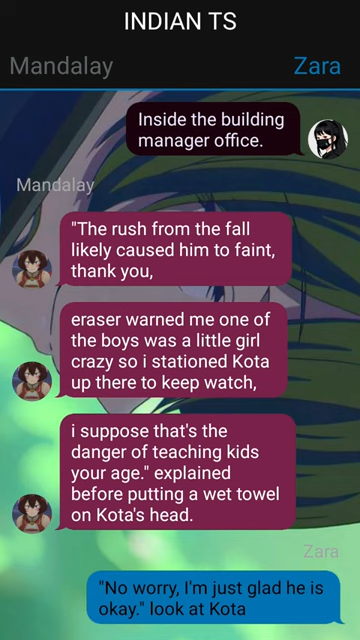 INDIAN TS
Mandalay Zara
Inside the building
manager office.
Mandalay
"The rush from the fall
likely caused him to faint,
thank you,
eraser warned me one of
the boys was a little girl
crazy so i stationed Kota
up there to keep watch,
i suppose that's the
danger of teaching kids
your age." explained
before putting a wet towel
on Kota's head.
Zara
"No worry, I'm just glad he is
okay." look at Kota